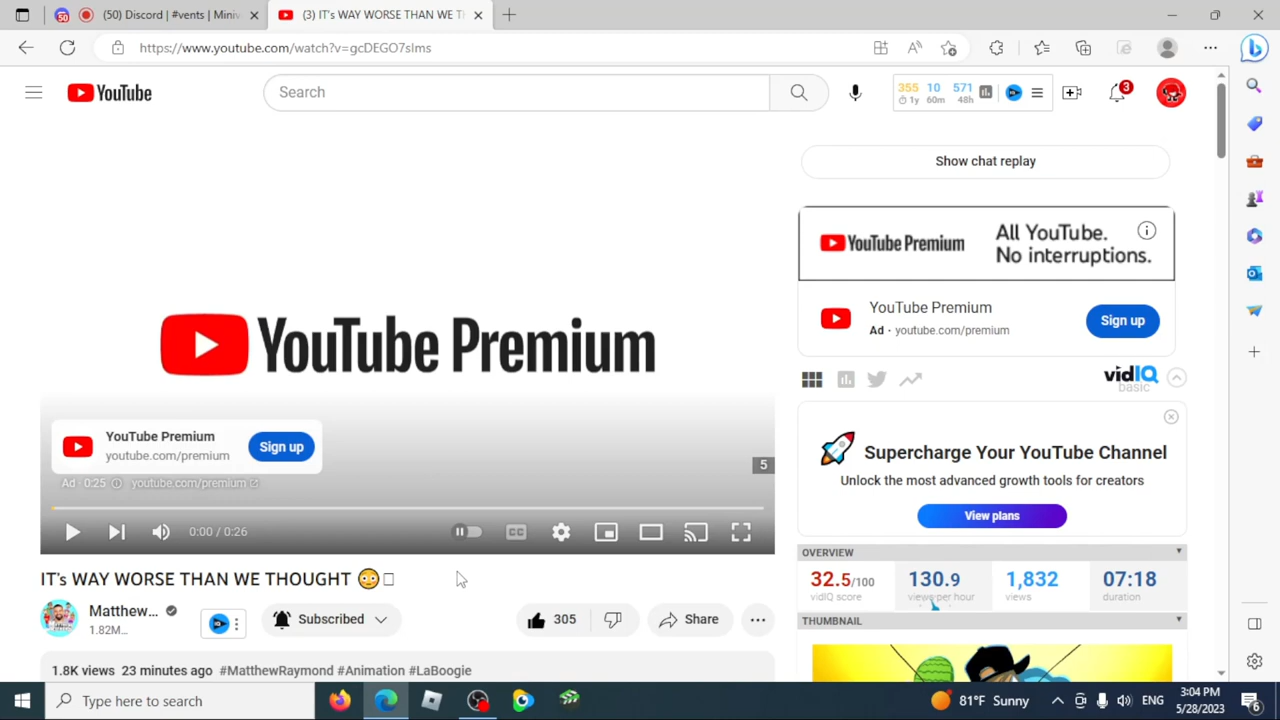 50
(50) Discord | #vents | Miniv
(3) IT's WAY WORSE THAN WE TH
https://www.youtube.com/watch?v=gcDEGO7slms
YouTube
Search
355 10 571
1y 60m 48h
3
Show chat replay
YouTube Premium
All YouTube.
No interruptions.
YouTube Premium
Ad · youtube.com/premium
Sign up
YouTube Premium
YouTube Premium
youtube.com/premium
Sign up
5
Ad · 0:25 youtube.com/premium
0:00 / 0:26
CC
vidIQ
basic
Supercharge Your YouTube Channel
Unlock the most advanced growth tools for creators
View plans
OVERVIEW
32.5/100 130.9 1,832 07:18
vidIQ score views per hour views duration
THUMBNAIL
IT's WAY WORSE THAN WE THOUGHT 😳
Matthew...
1.82M...
Subscribed
305
Share
1.8K views 23 minutes ago #MatthewRaymond #Animation #LaBoogie
Type here to search
81°F Sunny
ENG
3:04 PM
5/28/2023
6